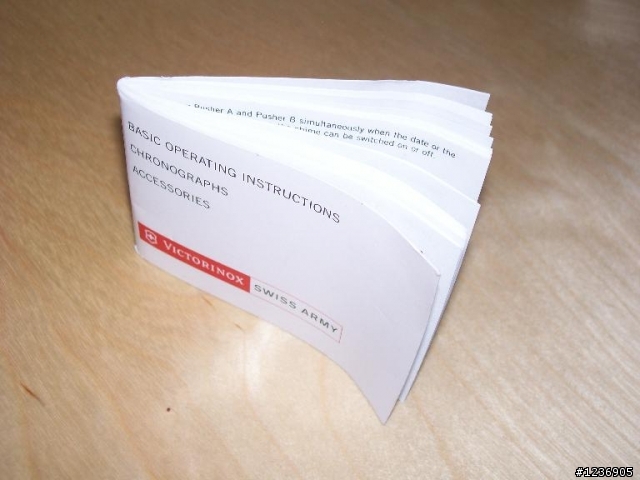 Pusher A and Pusher B simultaneously when the date or the
can be switched on or off.
BASIC OPERATING INSTRUCTIONS
CHRONOGRAPHS
ACCESSORIES
VICTORINOX SWISS ARMY
#1236905